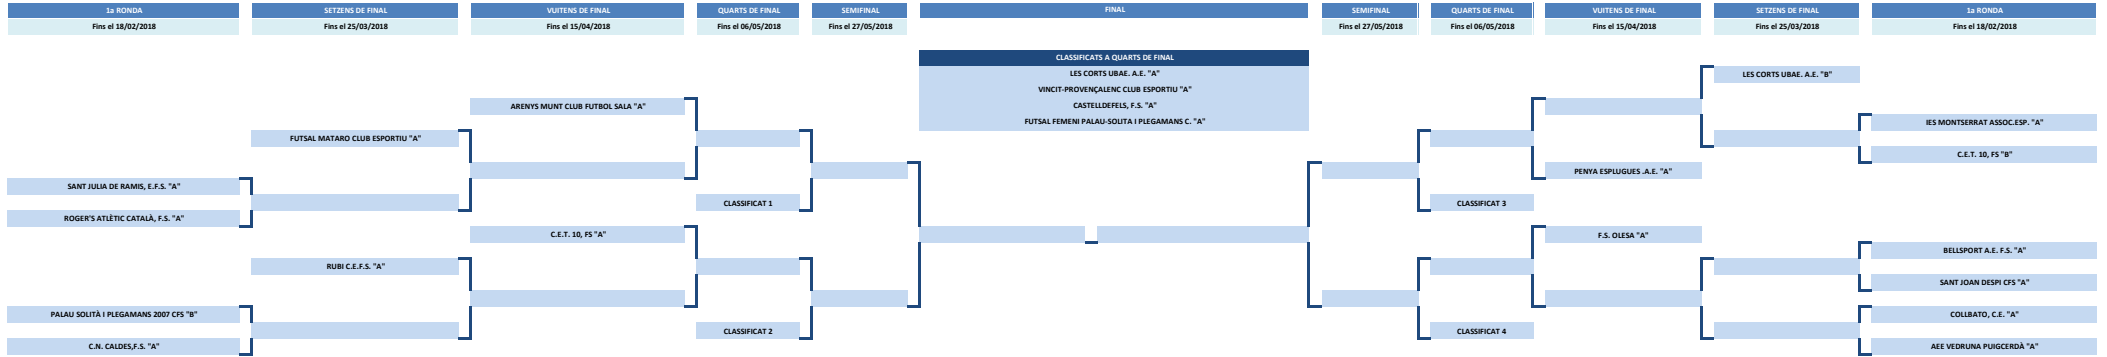 1a RONDA
SETZENS DE FINAL
VUITENS DE FINAL
QUARTS DE FINAL
SEMIFINAL
FINAL
SEMIFINAL
QUARTS DE FINAL
VUITENS DE FINAL
SETZENS DE FINAL
1a RONDA
Fins el 18/02/2018
Fins el 25/03/2018
Fins el 15/04/2018
Fins el 06/05/2018
Fins el 27/05/2018
Fins el 27/05/2018
Fins el 06/05/2018
Fins el 15/04/2018
Fins el 25/03/2018
Fins el 18/02/2018
CLASSIFICATS A QUARTS DE FINAL
LES CORTS UBAE. A.E. "A"
VINCIT-PROVENÇALENC CLUB ESPORTIU "A"
CASTELLDEFELS, F.S. "A"
FUTSAL FEMENI PALAU-SOLITA I PLEGAMANS C. "A"
ARENYS MUNT CLUB FUTBOL SALA "A"
FUTSAL MATARO CLUB ESPORTIU "A"
SANT JULIA DE RAMIS, E.F.S. "A"
ROGER'S ATLÈTIC CATALÀ, F.S. "A"
CLASSIFICAT 1
C.E.T. 10, FS "A"
RUBI C.E.F.S. "A"
PALAU SOLITÀ I PLEGAMANS 2007 CFS "B"
C.N. CALDES,F.S. "A"
CLASSIFICAT 2
LES CORTS UBAE. A.E. "B"
IES MONTSERRAT ASSOC.ESP. "A"
C.E.T. 10, FS "B"
PENYA ESPLUGUES .A.E. "A"
CLASSIFICAT 3
F.S. OLESA "A"
BELLSPORT A.E. F.S. "A"
SANT JOAN DESPI CFS "A"
COLLBATO, C.E. "A"
AEE VEDRUNA PUIGCERDÀ "A"
CLASSIFICAT 4